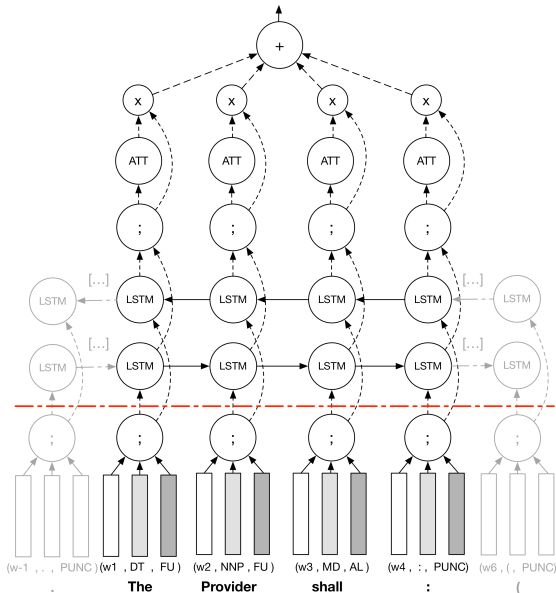 +
x x x x
ATT ATT ATT ATT
; ; ; ;
[...] [...]
LSTM LSTM LSTM LSTM LSTM LSTM
[...] [...]
LSTM LSTM LSTM LSTM LSTM LSTM
; ; ; ; ; ;
(w-1 , . , PUNC) (w1 , DT , FU ) (w2 , NNP, FU) (w3 , MD, AL) (w4 , : , PUNC) (w6 , ( , PUNC)
. The Provider shall : (